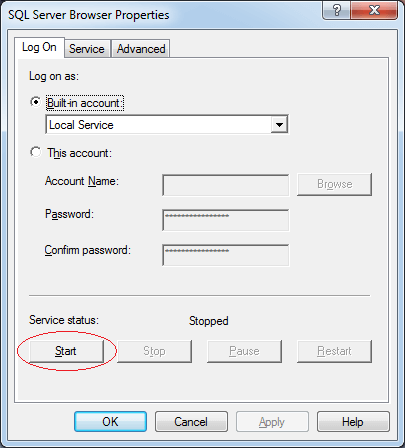 SQL Server Browser Properties
Log On Service Advanced
Log on as:
Built-in account:
Local Service
This account:
Account Name: Browse
Password: ****************
Confirm password: ****************
Service status: Stopped
Start Stop Pause Restart
OK Cancel Apply Help